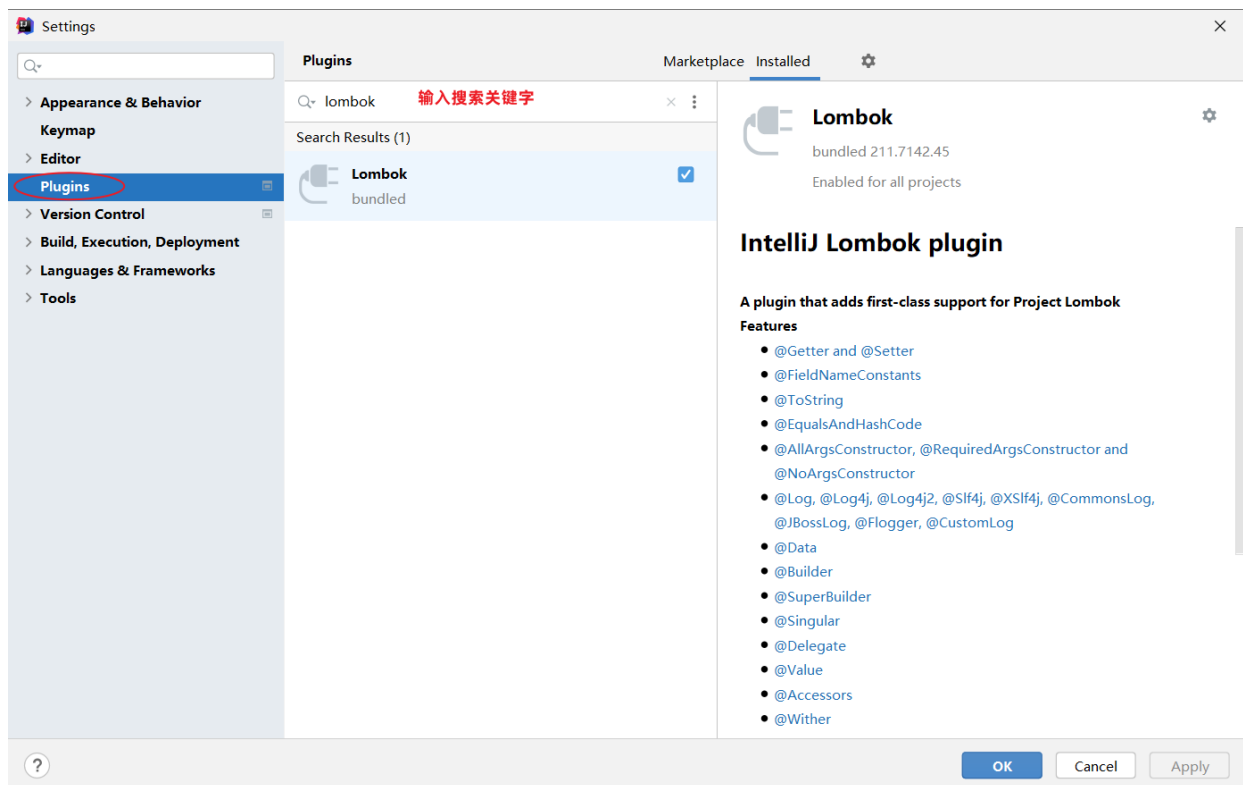 Settings
Plugins
Marketplace Installed
Appearance & Behavior
Keymap
Editor
Plugins
Version Control
Build, Execution, Deployment
Languages & Frameworks
Tools
lombok 输入搜索关键字
Search Results (1)
Lombok
bundled
Lombok
bundled 211.7142.45
Enabled for all projects
IntelliJ Lombok plugin
A plugin that adds first-class support for Project Lombok
Features
@Getter and @Setter
@FieldNameConstants
@ToString
@EqualsAndHashCode
@AllArgsConstructor, @RequiredArgsConstructor and
@NoArgsConstructor
@Log, @Log4j, @Log4j2, @Slf4j, @XSlf4j, @CommonsLog,
@JBossLog, @Flogger, @CustomLog
@Data
@Builder
@SuperBuilder
@Singular
@Delegate
@Value
@Accessors
@Wither
?
OK Cancel Apply